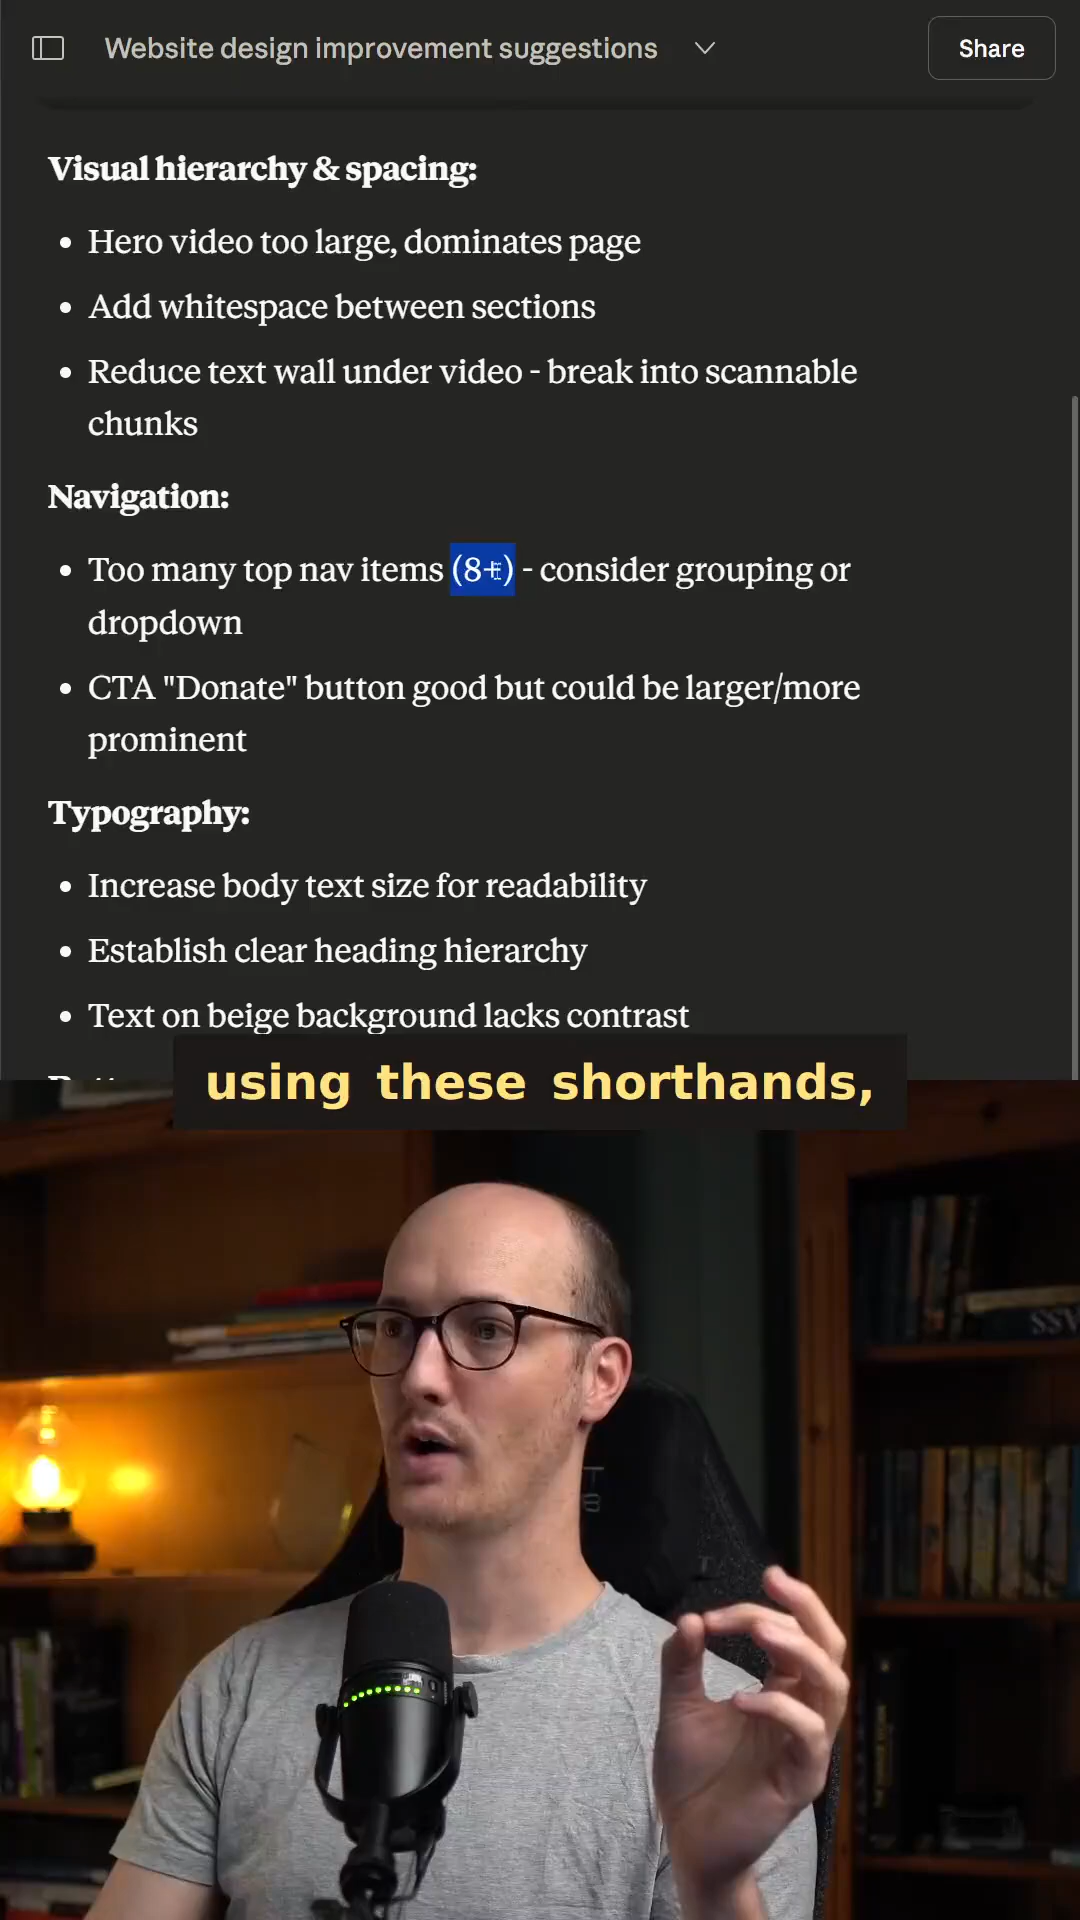 Website design improvement suggestions
Share
Visual hierarchy & spacing:
• Hero video too large, dominates page
• Add whitespace between sections
• Reduce text wall under video - break into scannable
chunks
Navigation:
• Too many top nav items (8+) - consider grouping or
dropdown
• CTA "Donate" button good but could be larger/more
prominent
Typography:
• Increase body text size for readability
• Establish clear heading hierarchy
• Text on beige background lacks contrast
using these shorthands,